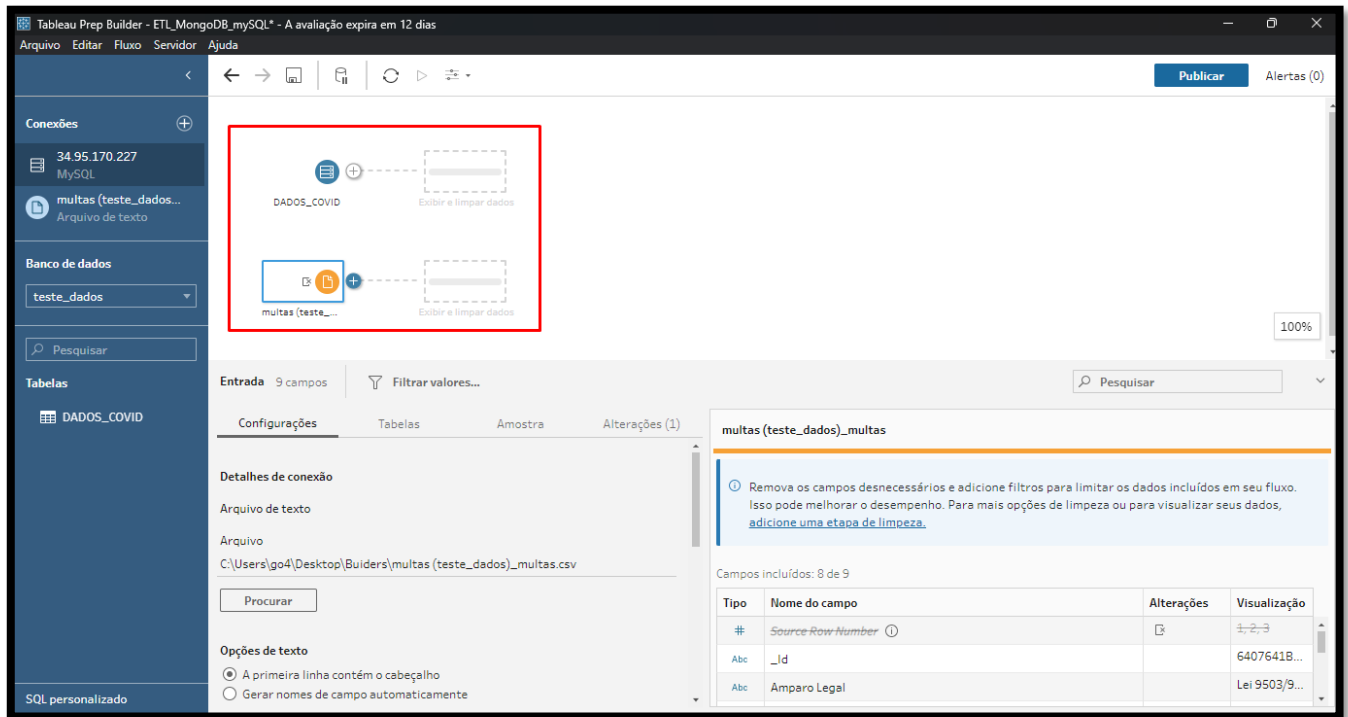 Tableau Prep Builder - ETL_MongoDB_mySQL* - A avaliação expira em 12 dias
Arquivo Editar Fluxo Servidor Ajuda
Publicar Alertas (0)
Conexões
34.95.170.227
MySQL
multas (teste_dados...
Arquivo de texto
Banco de dados
teste_dados
Pesquisar
Tabelas
DADOS_COVID
SQL personalizado
DADOS_COVID Exibir e limpar dados
multas (teste_... Exibir e limpar dados
100%
Entrada 9 campos Filtrar valores... Pesquisar
Configurações Tabelas Amostra Alterações (1)
Detalhes de conexão
Arquivo de texto
Arquivo
C:\Users\go4\Desktop\Buiders\multas (teste_dados)_multas.csv
Procurar
Opções de texto
A primeira linha contém o cabeçalho
Gerar nomes de campo automaticamente
multas (teste_dados)_multas
Remova os campos desnecessários e adicione filtros para limitar os dados incluídos em seu fluxo.
Isso pode melhorar o desempenho. Para mais opções de limpeza ou para visualizar seus dados,
adicione uma etapa de limpeza.
Campos incluídos: 8 de 9
Tipo Nome do campo Alterações Visualização
# Source Row Number 1, 2, 3
Abc _Id 6407641B...
Abc Amparo Legal Lei 9503/9...